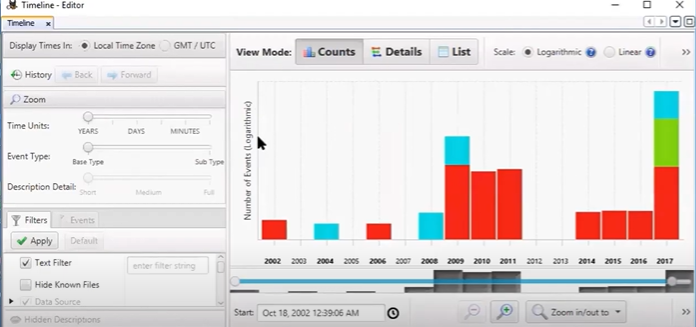 Timeline - Editor
Timeline
Display Times In: Local Time Zone GMT / UTC
History Back Forward
Zoom
Time Units:
YEARS DAYS MINUTES
Event Type:
Base Type Sub Type
Description Detail:
Short Medium Full
Filters Events
Apply Default
Text Filter enter filter string
Hide Known Files
Data Source
Hidden Descriptions
View Mode: Counts Details List Scale: Logarithmic Linear
Number of Events (Logarithmic)
2002 2003 2004 2005 2006 2007 2008 2009 2010 2011 2012 2013 2014 2015 2016 2017
Start: Oct 18, 2002 12:39:06 AM Zoom in/out to